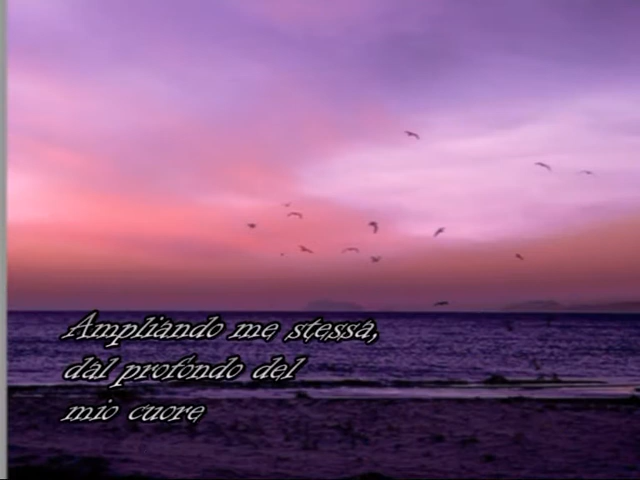 Ampliando me stessa,
dal profondo del
mio cuore